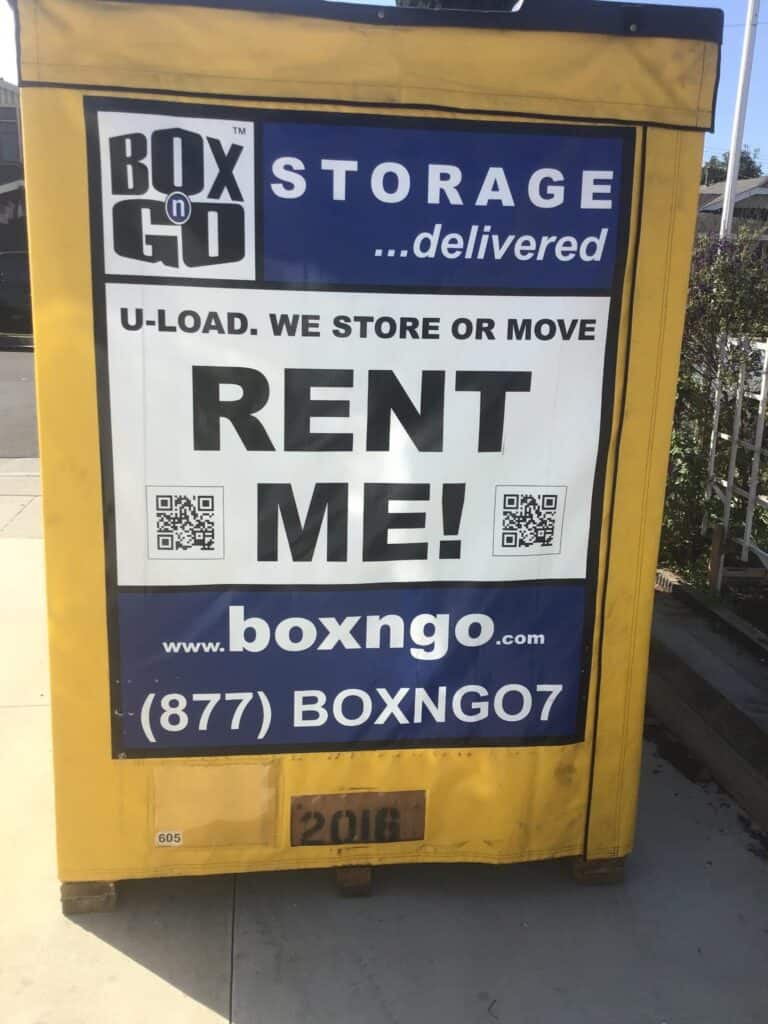 BOX ™
n
GO
STORAGE
...delivered
U-LOAD. WE STORE OR MOVE
RENT
ME!
www.boxngo.com
(877) BOXNGO7
605
2016